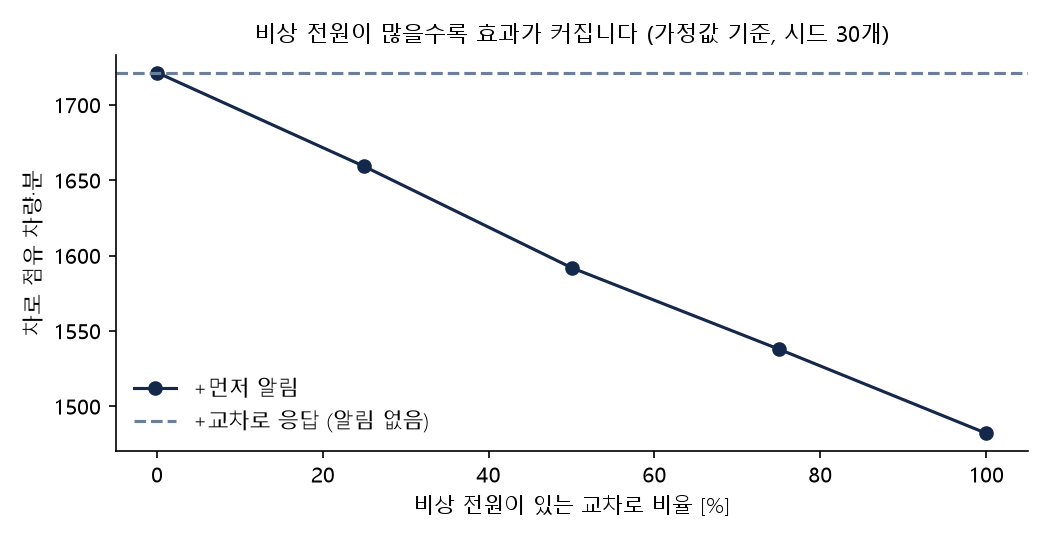 비상 전원이 많을수록 효과가 커집니다 (가정값 기준, 시드 30개)
차로 점유 차량·분
1700
1650
1600
1550
1500
+먼저 알림
+교차로 응답 (알림 없음)
0 20 40 60 80 100
비상 전원이 있는 교차로 비율 [%]